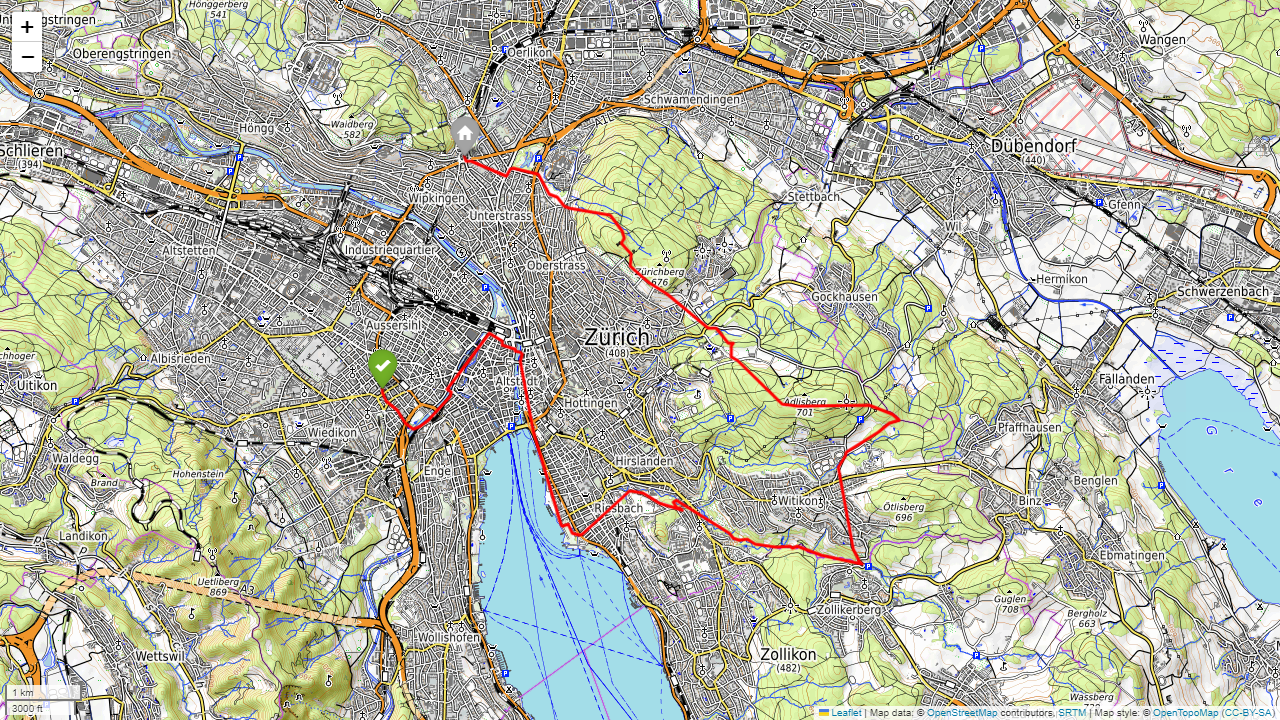 Hönggerberg
541
Oberengstringen
Oerlikon
Wangen
Schwamendingen
Höngg
Waidberg
582
Schlieren
(394)
Dübendorf
(440)
Wipkingen
Stettbach
Gfenn
Unterstrass
Wil
Altstetten
Industriequartier
Oberstrass
Zürichberg
676
Hermikon
Gockhausen
Schwerzenbach
Aussersihl
Zürich
(408)
Albisrieden
Uitikon
Altstadt
Fällanden
Hottingen
Adlisberg
701
Wiedikon
Pfaffhausen
Waldegg
Brand
Hohenstein
Enge
Hirslanden
Benglen
Witikon
Binz
Riesbach
Ötlisberg
696
Landikon
Ebmatingen
Uetliberg
869
Zollikerberg
Guglen
708
Bergholz
663
Wollishofen
Wettswil
Zollikon
(482)
Wassberg
+
−
1 km
3000 ft
Leaflet | Map data: © OpenStreetMap contributors, SRTM | Map style: © OpenTopoMap (CC-BY-SA)